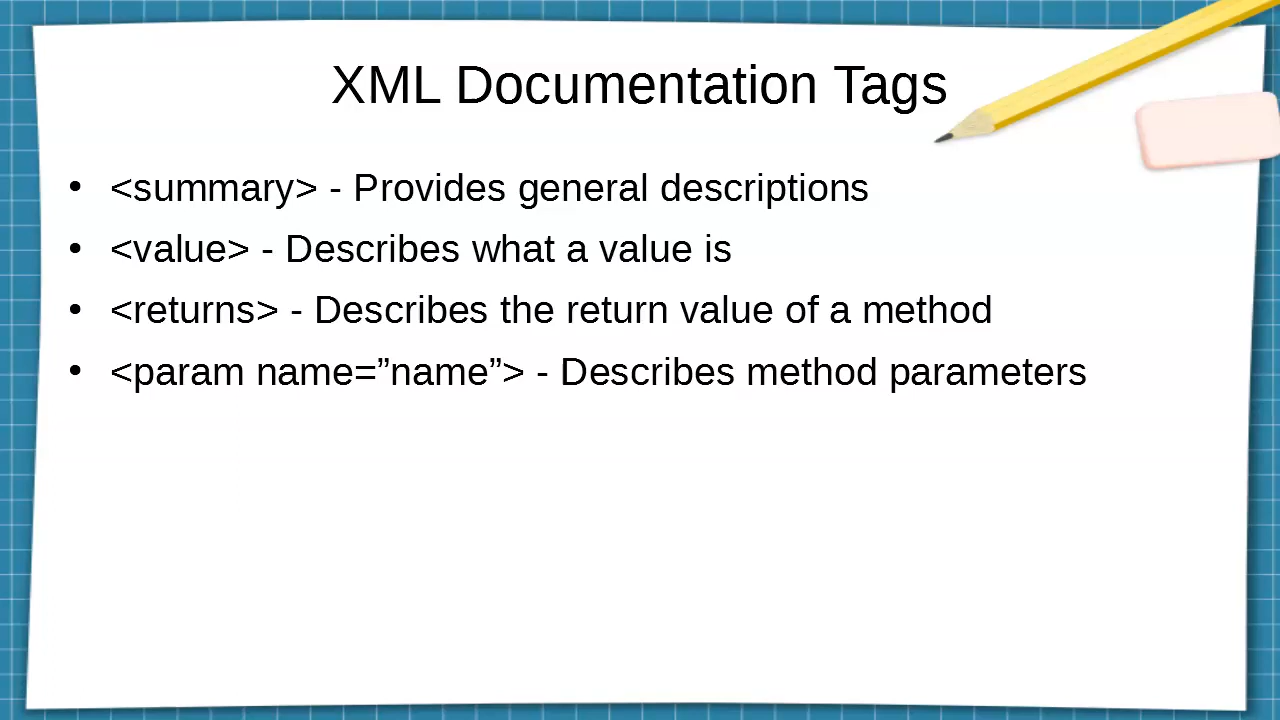 XML Documentation Tags
• <summary> - Provides general descriptions
• <value> - Describes what a value is
• <returns> - Describes the return value of a method
• <param name=”name”> - Describes method parameters